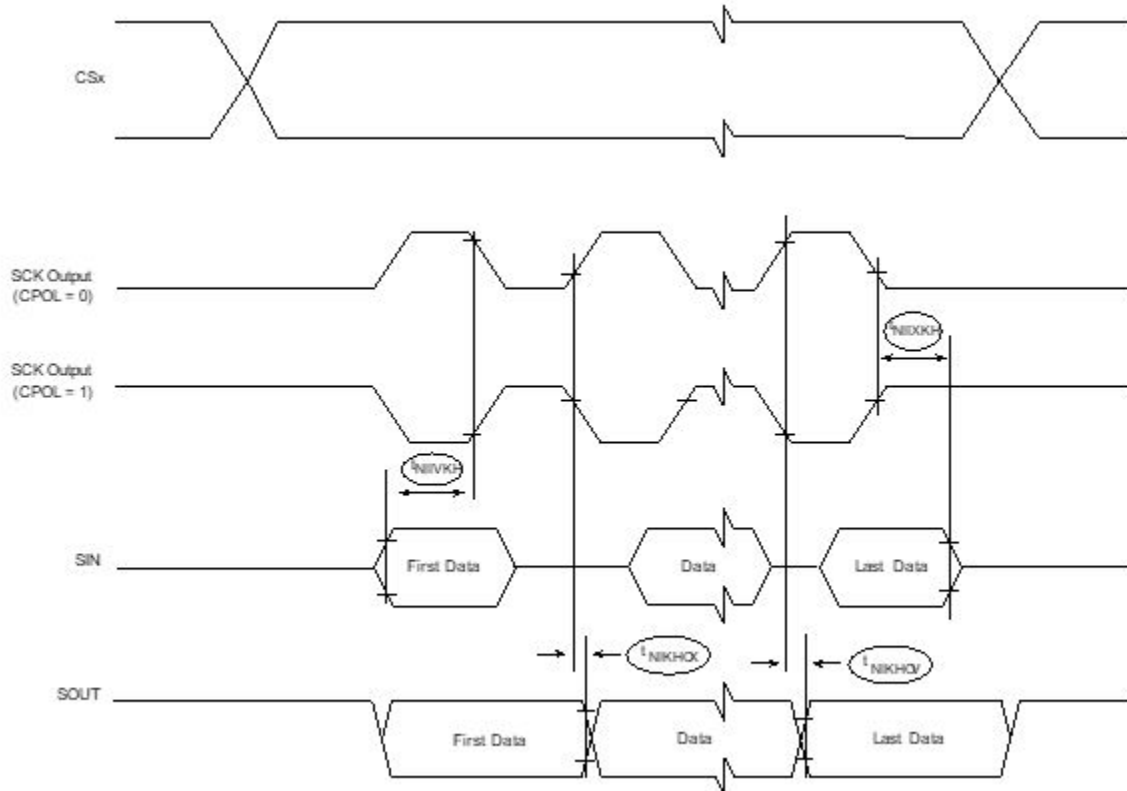 CSx
SCK Output
(CPOL = 0)
tNIIXKH
SCK Output
(CPOL = 1)
tNIIVKH
SIN
First Data
Data
Last Data
tNIKHOX
tNIKHOV
SOUT
First Data
Data
Last Data